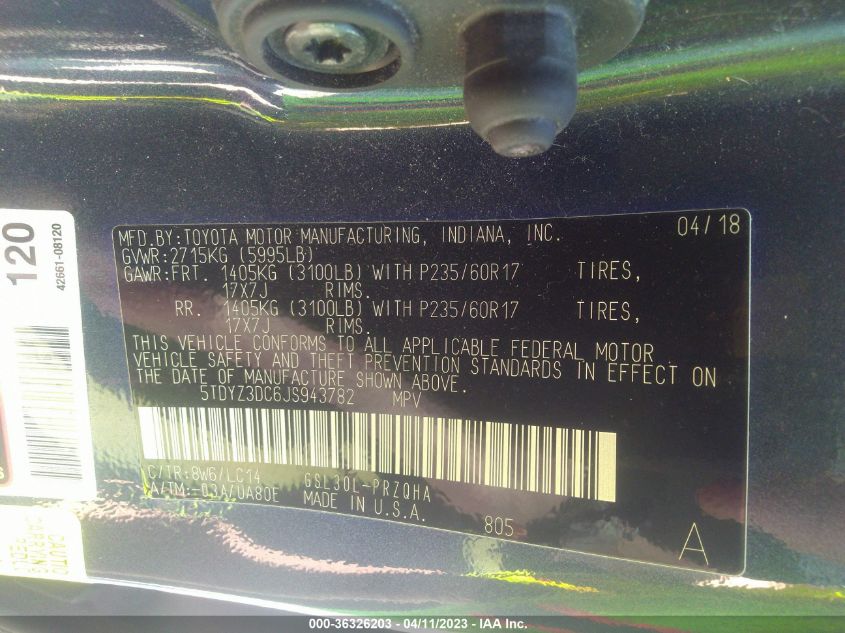 MFD.BY:TOYOTA MOTOR MANUFACTURING, INDIANA, INC. 04/18
GVWR:2715KG (5995LB)
GAWR:FRT. 1405KG (3100LB) WITH P235/60R17 TIRES,
17X7J RIMS.
RR. 1405KG (3100LB) WITH P235/60R17 TIRES,
17X7J RIMS.
THIS VEHICLE CONFORMS TO ALL APPLICABLE FEDERAL MOTOR
VEHICLE SAFETY AND THEFT PREVENTION STANDARDS IN EFFECT ON
THE DATE OF MANUFACTURE SHOWN ABOVE.
5TDYZ3DC6JS943782 MPV
C/TR:8W6/LC14 GSL30L-PRZQHA
A/TM:-03A/UA80E MADE IN U.S.A. 805 A
120
42661-08120
000-36326203 - 04/11/2023 - IAA Inc.